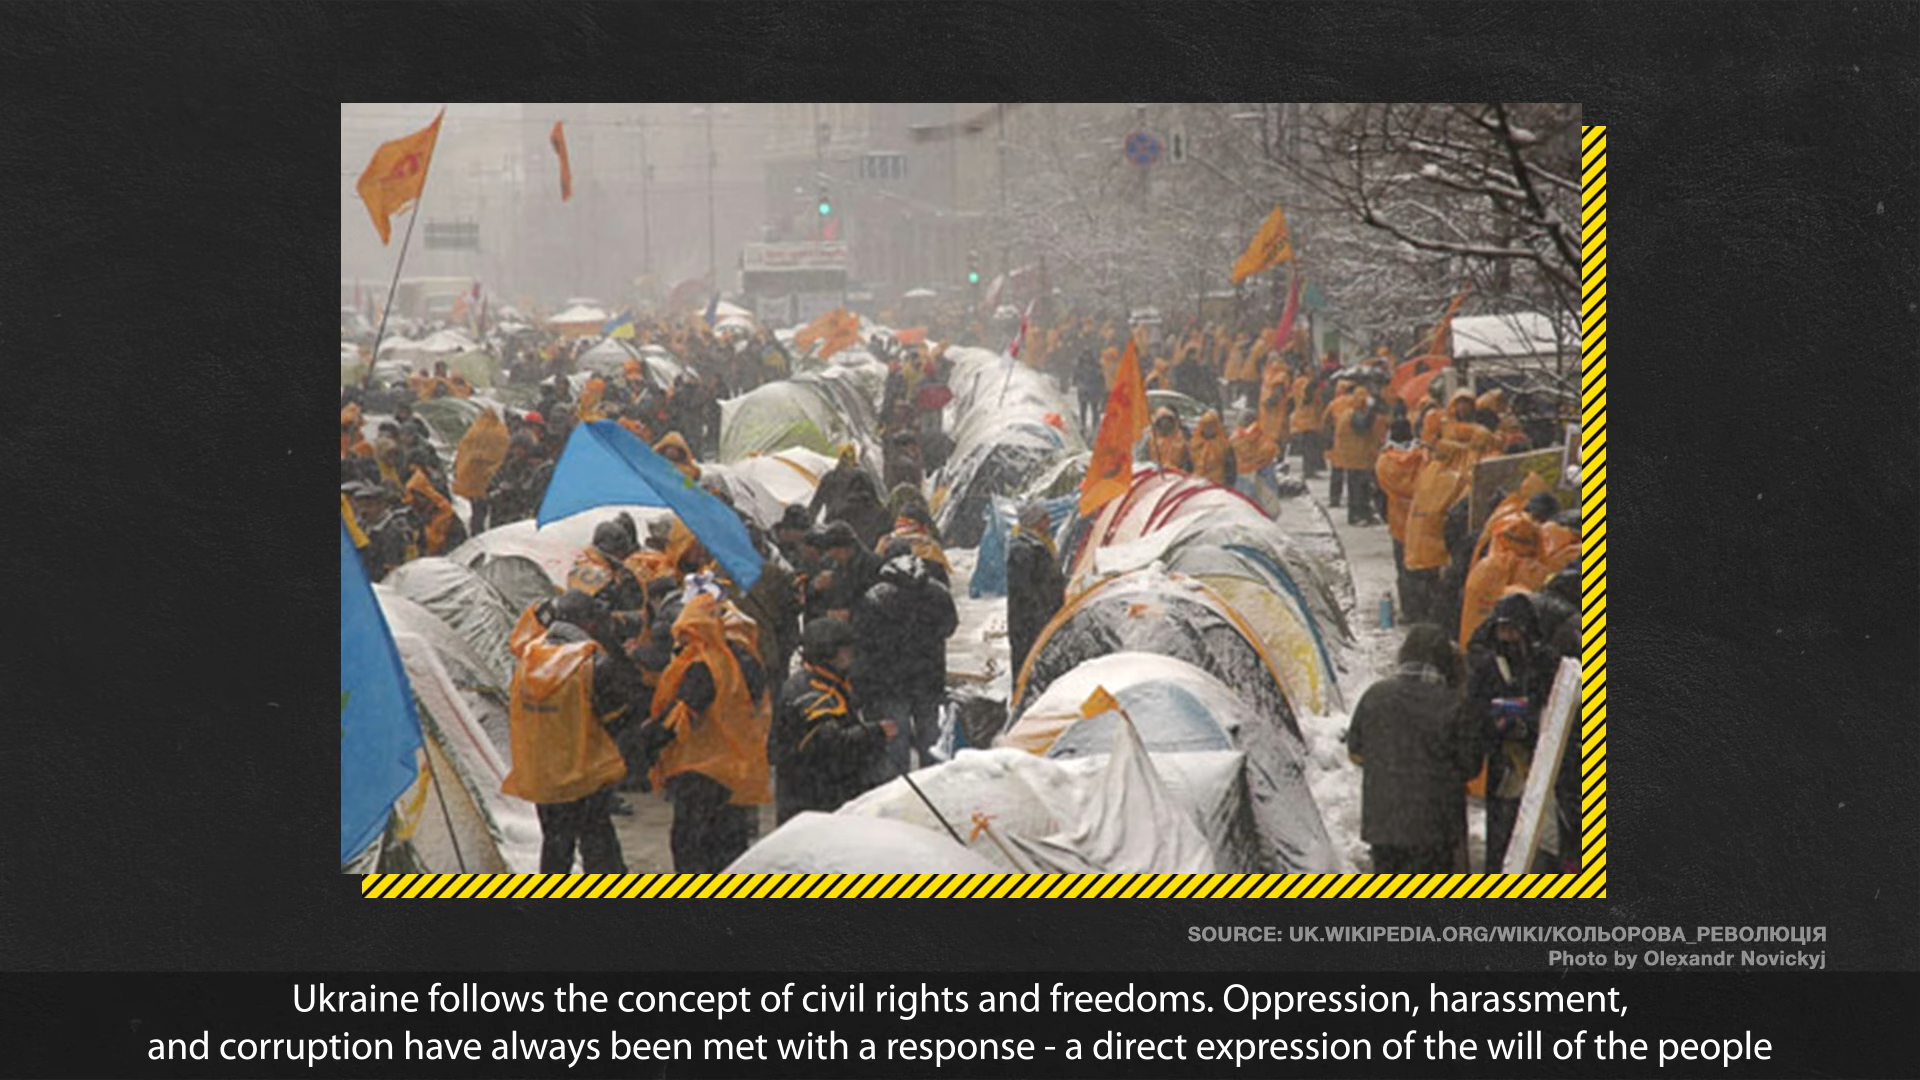 SOURCE: UK.WIKIPEDIA.ORG/WIKI/КОЛЬОРОВА_РЕВОЛЮЦІЯ
Photo by Olexandr Novickyj
Ukraine follows the concept of civil rights and freedoms. Oppression, harassment,
and corruption have always been met with a response - a direct expression of the will of the people